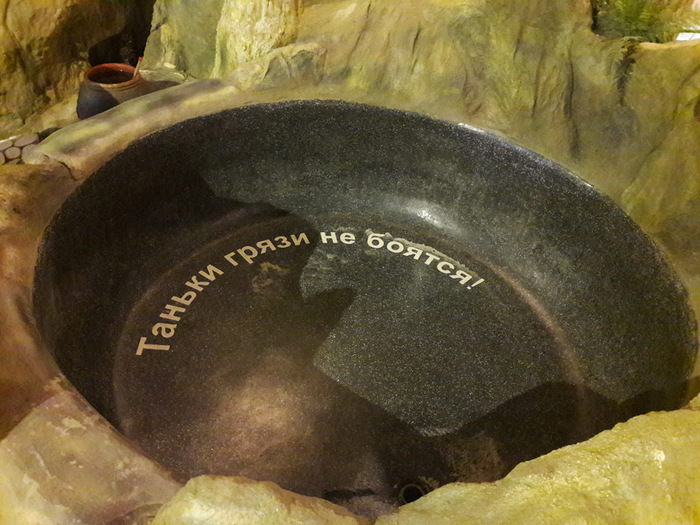 Таньки грязи не боятся!